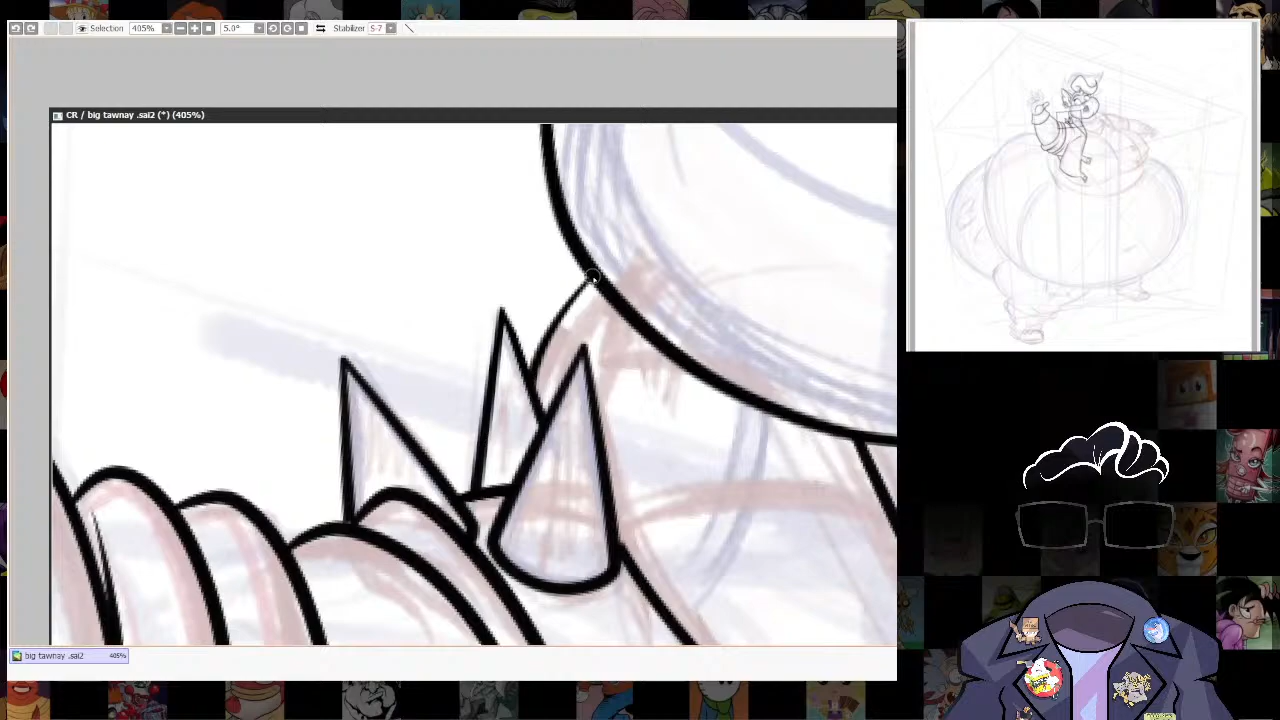 Selection 405% 5.0° Stabilizer S-7
CR / big tawnay .sai2 (*) (405%)
big tawnay .sai2 405%